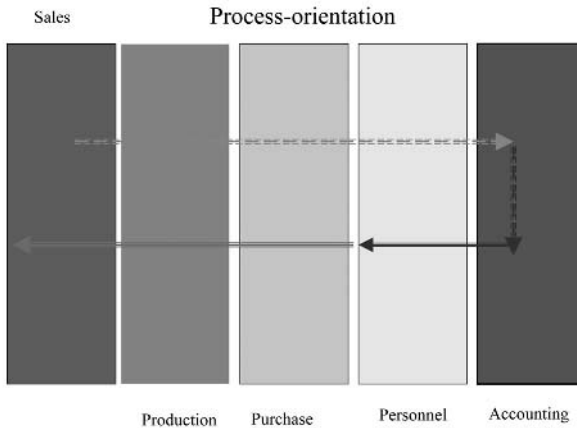 Sales
Process-orientation
Production
Purchase
Personnel
Accounting